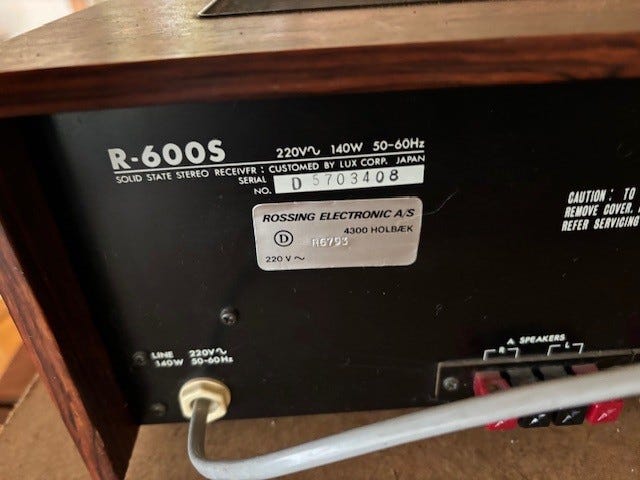 R-600S 220V∿ 140W 50-60Hz
SOLID STATE STEREO RECEIVER : CUSTOMED BY LUX CORP. JAPAN
SERIAL NO. D 5703408
ROSSING ELECTRONIC A/S
4300 HOLBÆK
D R6793
220 V ∿
CAUTION: TO
REMOVE COVER.
REFER SERVICING
A SPEAKERS
R L
LINE 220V∿
140W 50-60Hz